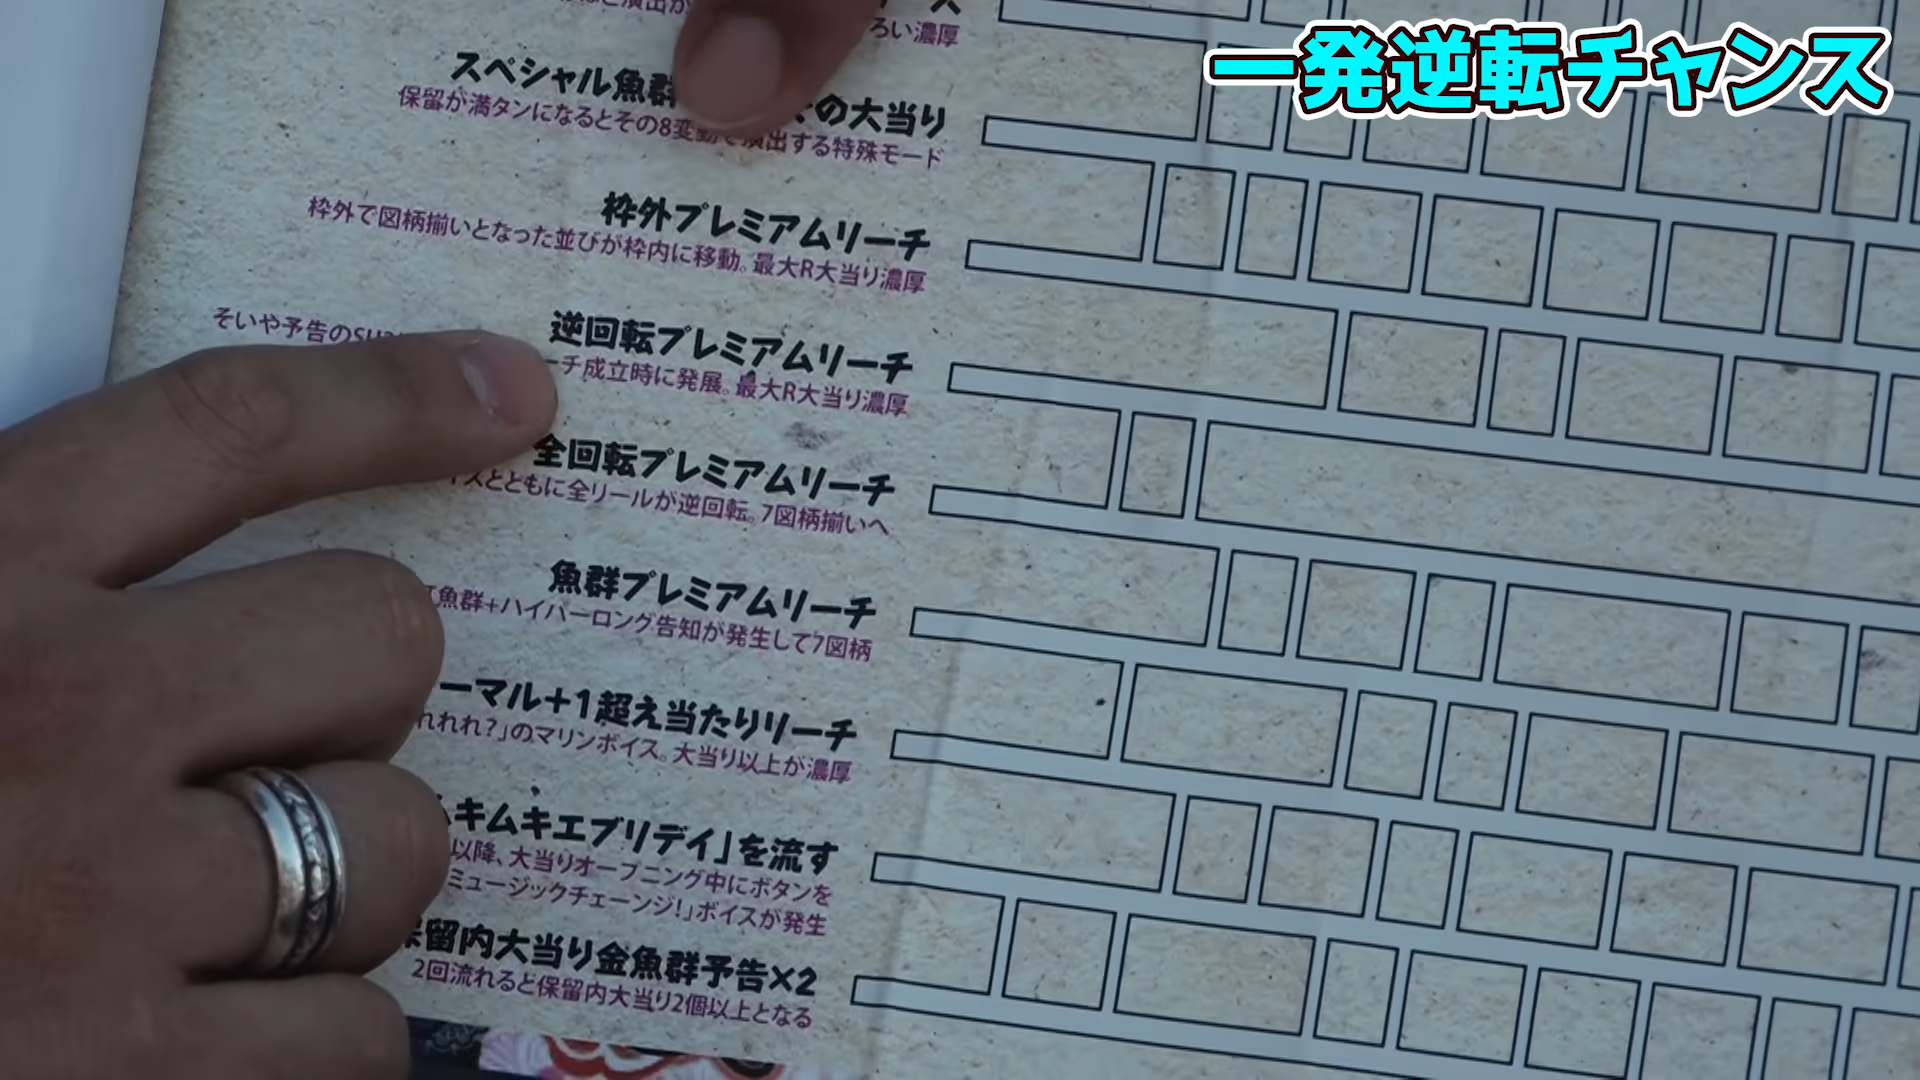 一発逆転チャンス
ろい濃厚
スペシャル魚群
の大当り
保留が満タンになるとその8変動で演出する特殊モード
枠外プレミアムリーチ
枠外で図柄揃いとなった並びが枠内に移動。最大R大当り濃厚
逆回転プレミアムリーチ
そいや予告の
ーチ成立時に発展。最大R大当り濃厚
全回転プレミアムリーチ
とともに全リールが逆回転。7図柄揃いへ
魚群プレミアムリーチ
魚群+ハイパーロング告知が発生して7図柄
ーマル+1超え当たりリーチ
れれれ?」のマリンボイス。大当り以上が濃厚
キムキエブリデイ」を流す
以降、大当りオープニング中にボタンを
ミュージックチェーンジ!」ボイスが発生
保留内大当り金魚群予告×2
2回流れると保留内大当り2個以上となる